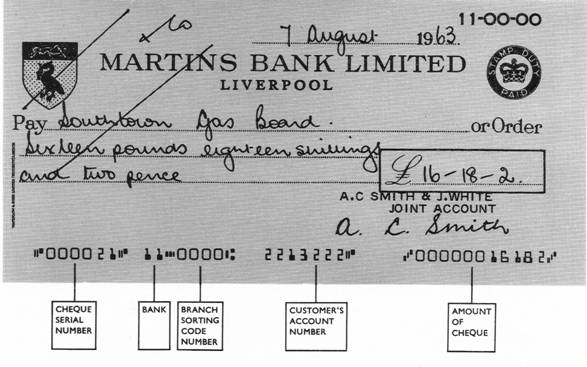 11-00-00
& Co
7 August 1963
MARTINS BANK LIMITED
LIVERPOOL
STAMP DUTY PAID
Pay Southtown Gas Board. or Order
Sixteen pounds eighteen shillings
and two pence
£ 16-18-2.
A.C SMITH & J. WHITE
JOINT ACCOUNT
A. C. Smith
⑈000021⑈ 11⑉0000⑆ 2213222⑈ ⑇00000016182⑇
CHEQUE SERIAL NUMBER
BANK
BRANCH SORTING CODE NUMBER
CUSTOMER'S ACCOUNT NUMBER
AMOUNT OF CHEQUE